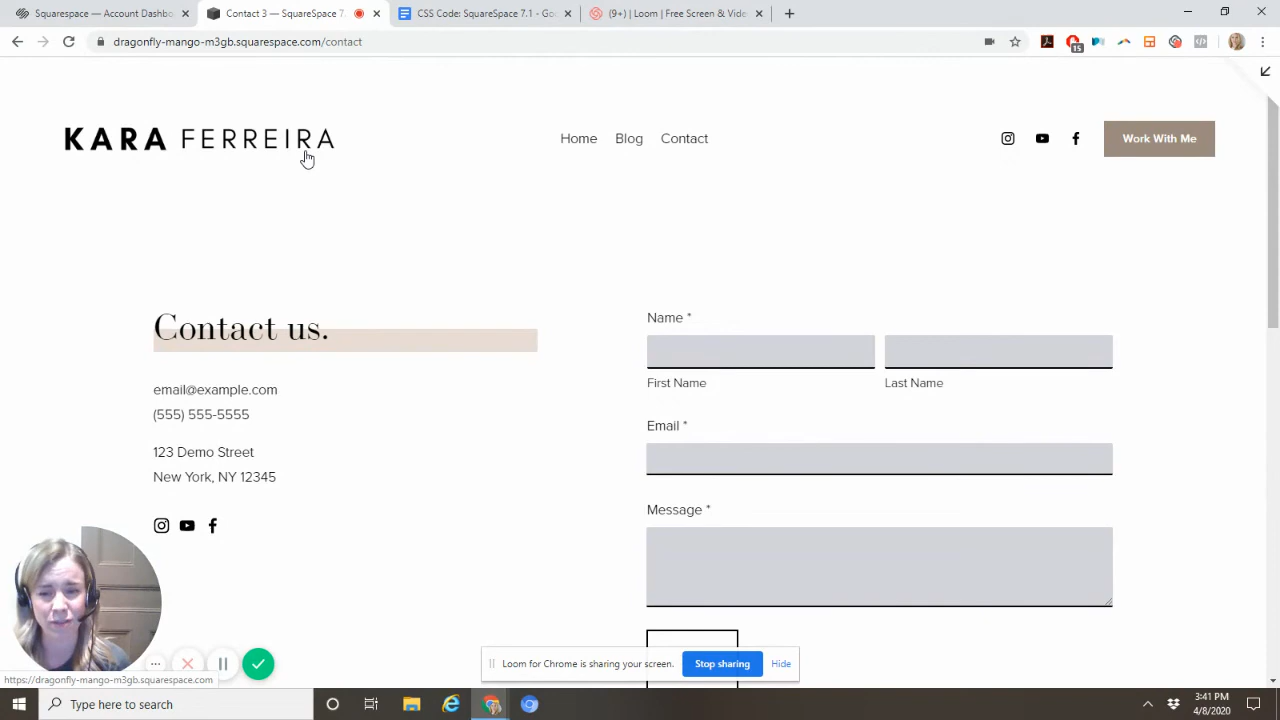 Squarespace — Account Dashbo
Contact 3 — SquareSpace 7.
CSS Code: SquareSpace 7.1 - Goo
(9+) | Loom | Free Screen & Vide
dragonfly-mango-m3gb.squarespace.com/contact
15
KARA FERREIRA
Home
Blog
Contact
Work With Me
Contact us.
email@example.com
(555) 555-5555
123 Demo Street
New York, NY 12345
Name *
First Name
Last Name
Email *
Message *
Loom for Chrome is sharing your screen.
Stop sharing
Hide
https://dragonfly-mango-m3gb.squarespace.com
Type here to search
3:41 PM
4/8/2020